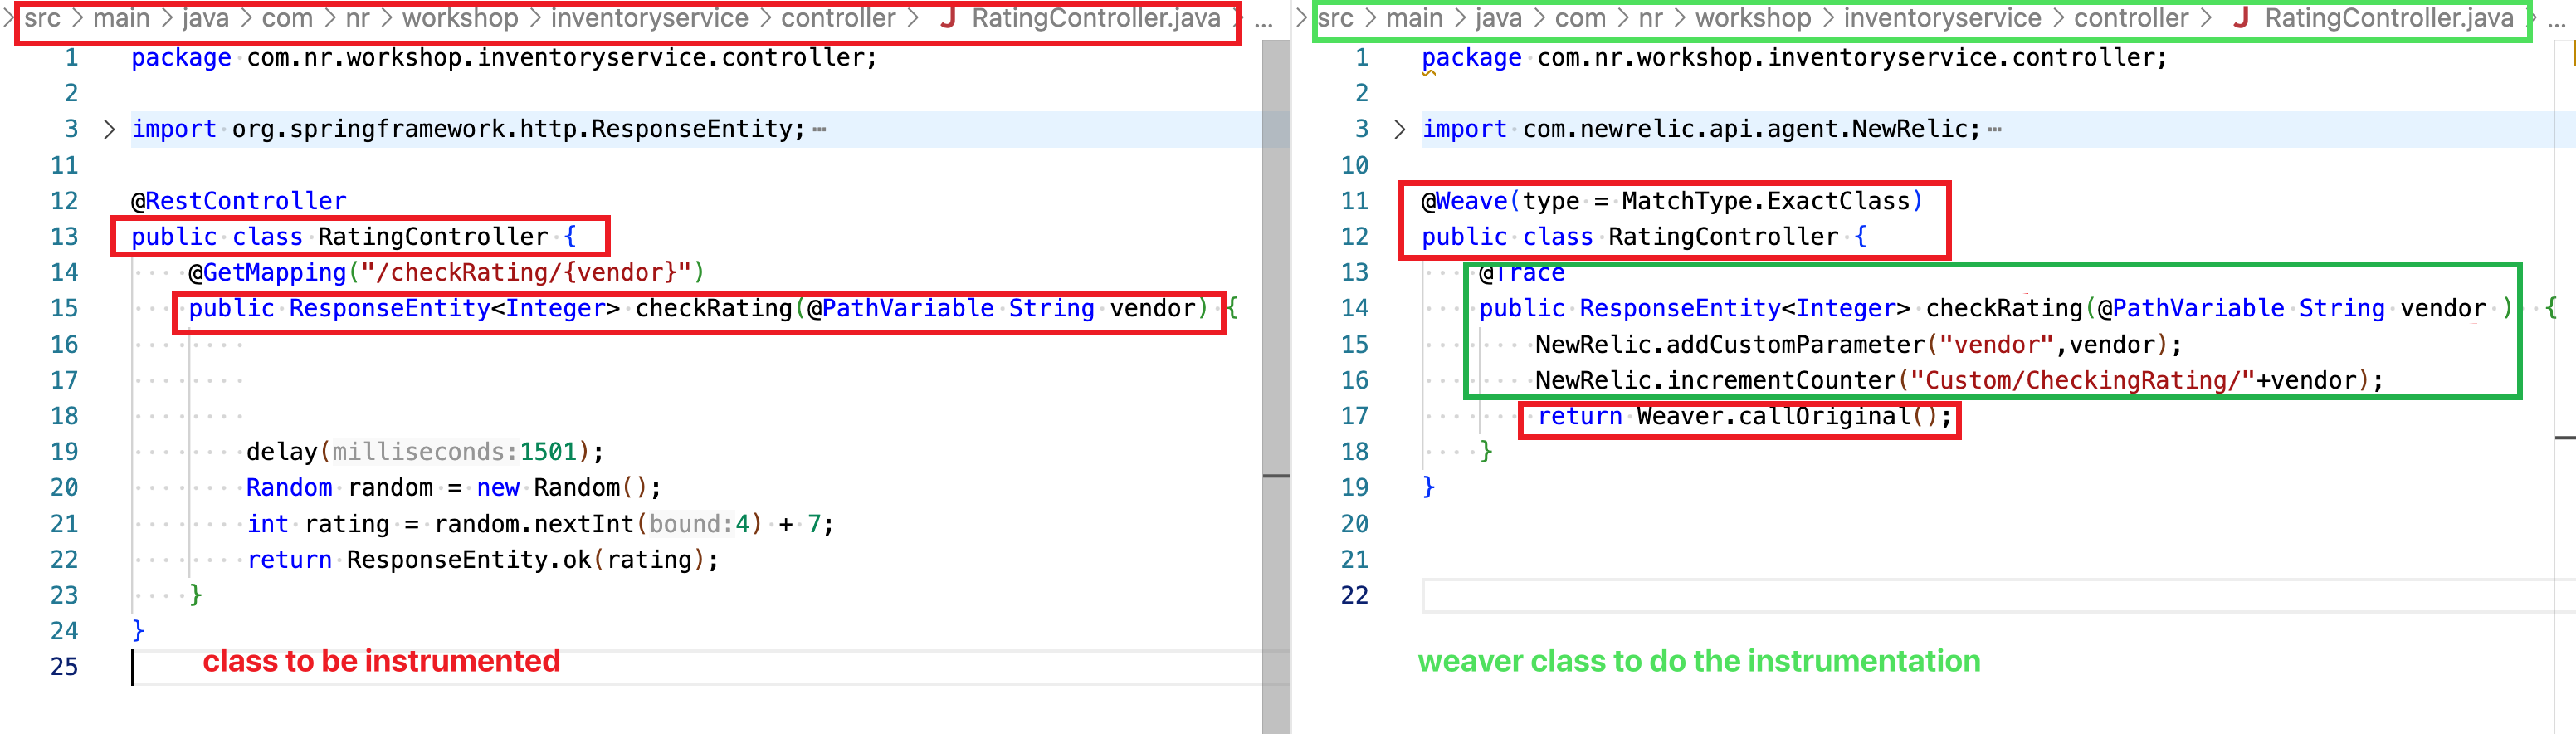 src > main > java > com > nr > workshop > inventoryservice > controller > J RatingController.java > ...
1 package com.nr.workshop.inventoryservice.controller;
2
3 > import org.springframework.http.ResponseEntity; ⋯
11
12 @RestController
13 public class RatingController {
14 @GetMapping("/checkRating/{vendor}")
15 public ResponseEntity<Integer> checkRating(@PathVariable String vendor) {
16
17
18
19 delay(milliseconds:1501);
20 Random random = new Random();
21 int rating = random.nextInt(bound:4) + 7;
22 return ResponseEntity.ok(rating);
23 }
24 }
25
class to be instrumented
src > main > java > com > nr > workshop > inventoryservice > controller > J RatingController.java > ...
1 package com.nr.workshop.inventoryservice.controller;
2
3 > import com.newrelic.api.agent.NewRelic; ⋯
10
11 @Weave(type = MatchType.ExactClass)
12 public class RatingController {
13 @Trace
14 public ResponseEntity<Integer> checkRating(@PathVariable String vendor ) {
15 NewRelic.addCustomParameter("vendor",vendor);
16 NewRelic.incrementCounter("Custom/CheckingRating/"+vendor);
17 return Weaver.callOriginal();
18 }
19 }
20
21
22
weaver class to do the instrumentation